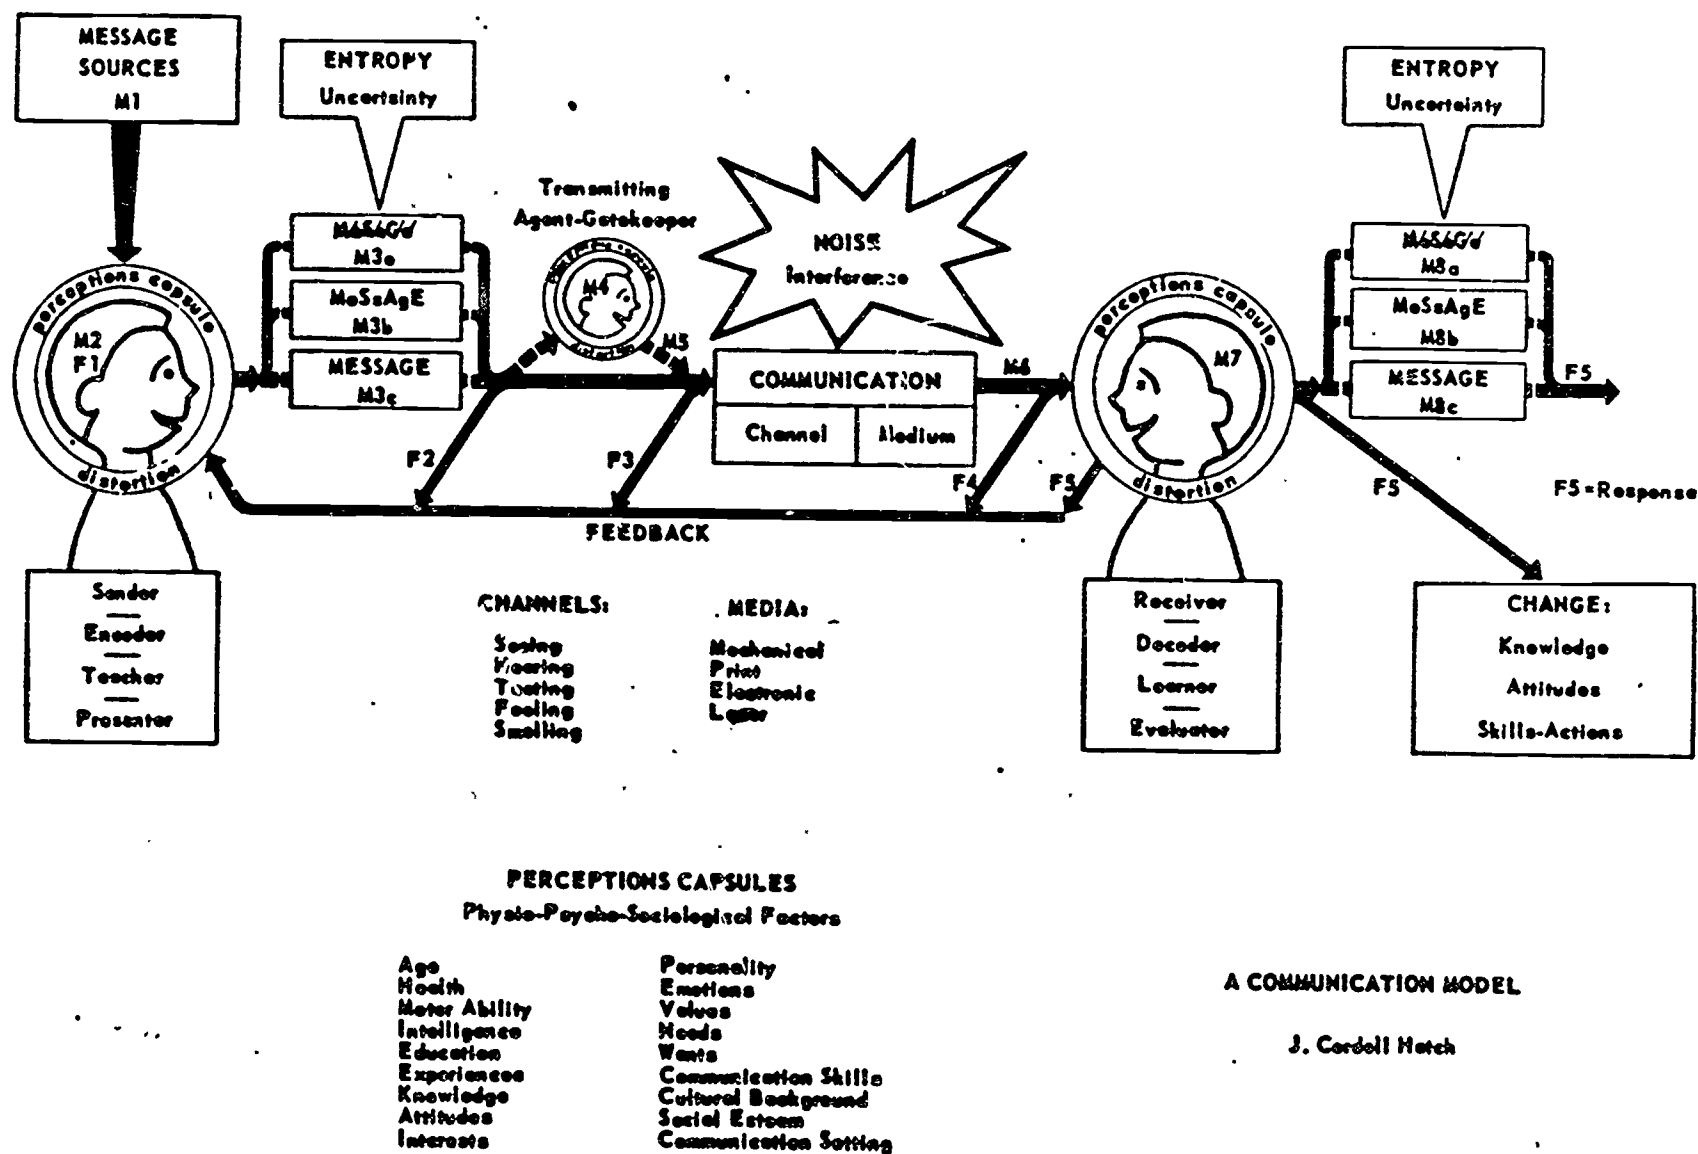 MESSAGE
SOURCES
M1
ENTROPY
Uncertainty
ENTROPY
Uncertainty
Transmitting
Agent-Gatekeeper
NOISE
Interference
perceptions capsule
M2
F1
distortion
M3a
MeSsAgE
M3b
MESSAGE
M3c
M4
distortion
M5
COMMUNICATION
Channel
Medium
M6
perceptions capsule
M7
distortion
M8a
MeSsAgE
M8b
MESSAGE
M8c
F5
F2
F3
F4
F5
F5
F5=Response
FEEDBACK
Sender
Encoder
Teacher
Presenter
CHANNELS:
Seeing
Hearing
Tasting
Feeling
Smelling
MEDIA:
Mechanical
Print
Electronic
Laser
Receiver
Decoder
Learner
Evaluator
CHANGE:
Knowledge
Attitudes
Skills-Actions
PERCEPTIONS CAPSULES
Physio-Psycho-Sociological Factors
Age
Health
Motor Ability
Intelligence
Education
Experiences
Knowledge
Attitudes
Interests
Personality
Emotions
Values
Needs
Wants
Communication Skills
Cultural Background
Social Esteem
Communication Setting
A COMMUNICATION MODEL
J. Cordell Hatch